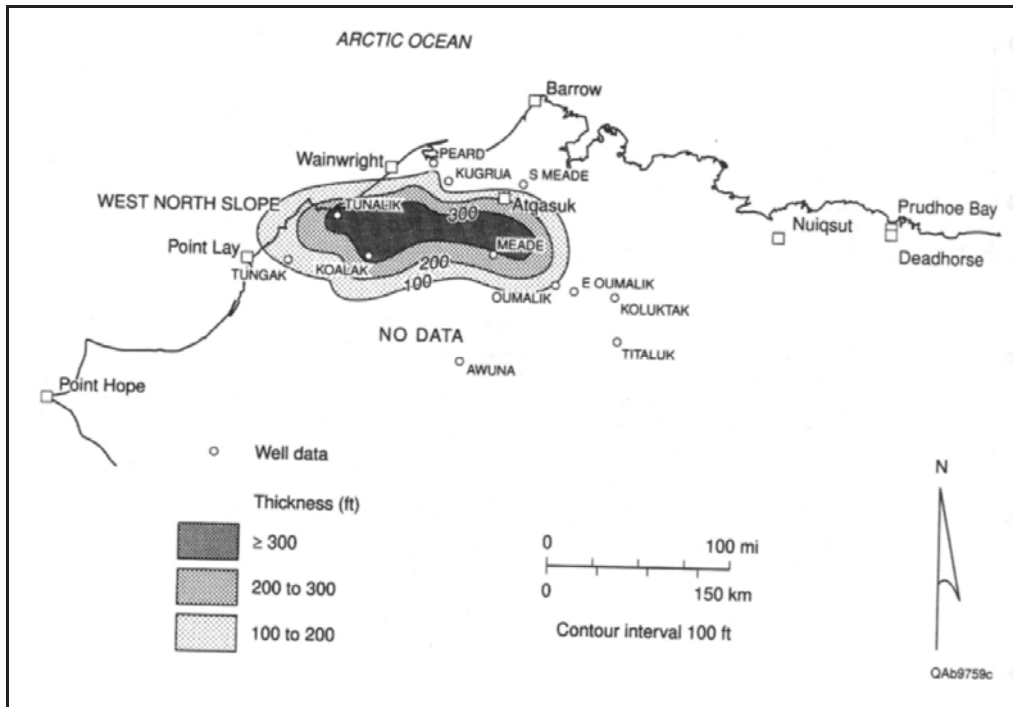 ARCTIC OCEAN
Barrow
Wainwright
PEARD
KUGRUA
S MEADE
WEST NORTH SLOPE
TUNALIK
300
Atgasuk
Prudhoe Bay
Nuiqsut
Deadhorse
Point Lay
TUNGAK
KOALAK
MEADE
200
100
OUMALIK
E OUMALIK
KOLUKTAK
NO DATA
TITALUK
AWUNA
Point Hope
Well data
Thickness (ft)
≥ 300
200 to 300
100 to 200
0 100 mi
0 150 km
Contour interval 100 ft
N
QAb9759c